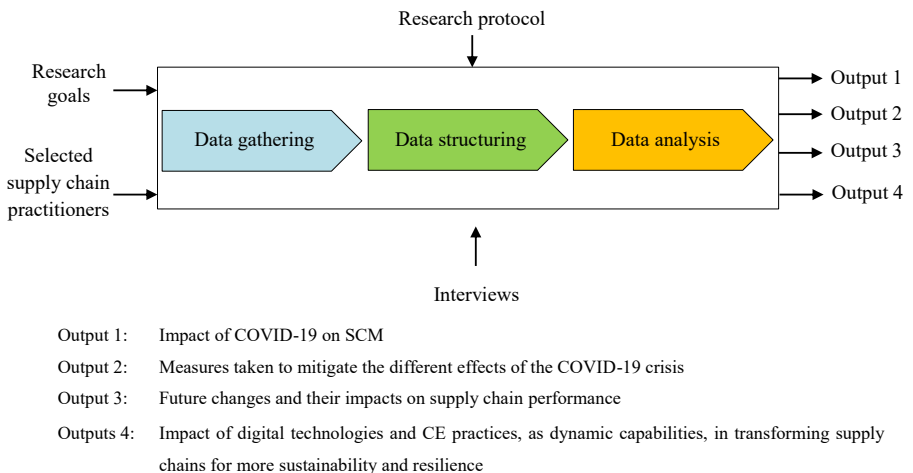 Research protocol
Research
goals
Selected
supply chain
practitioners
Data gathering
Data structuring
Data analysis
Output 1
Output 2
Output 3
Output 4
Interviews
Output 1: Impact of COVID-19 on SCM
Output 2: Measures taken to mitigate the different effects of the COVID-19 crisis
Output 3: Future changes and their impacts on supply chain performance
Outputs 4: Impact of digital technologies and CE practices, as dynamic capabilities, in transforming supply
chains for more sustainability and resilience